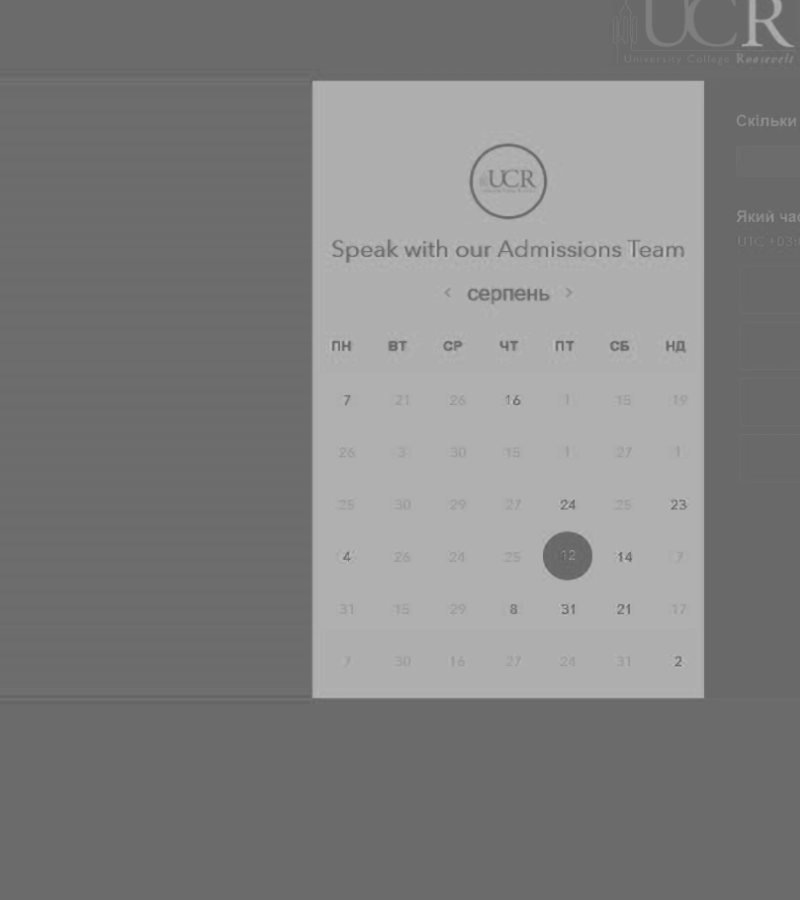 UCR
University College Roosevelt
UCR
Speak with our Admissions Team
< серпень >
ПН ВТ СР ЧТ ПТ СБ НД
7 21 26 16 1 15 19
26 3 30 15 1 27 1
25 30 29 27 24 25 23
4 26 24 25 12 14 7
31 15 29 8 31 21 17
7 30 16 27 24 31 2
Скільки
Який час
UTC +03: